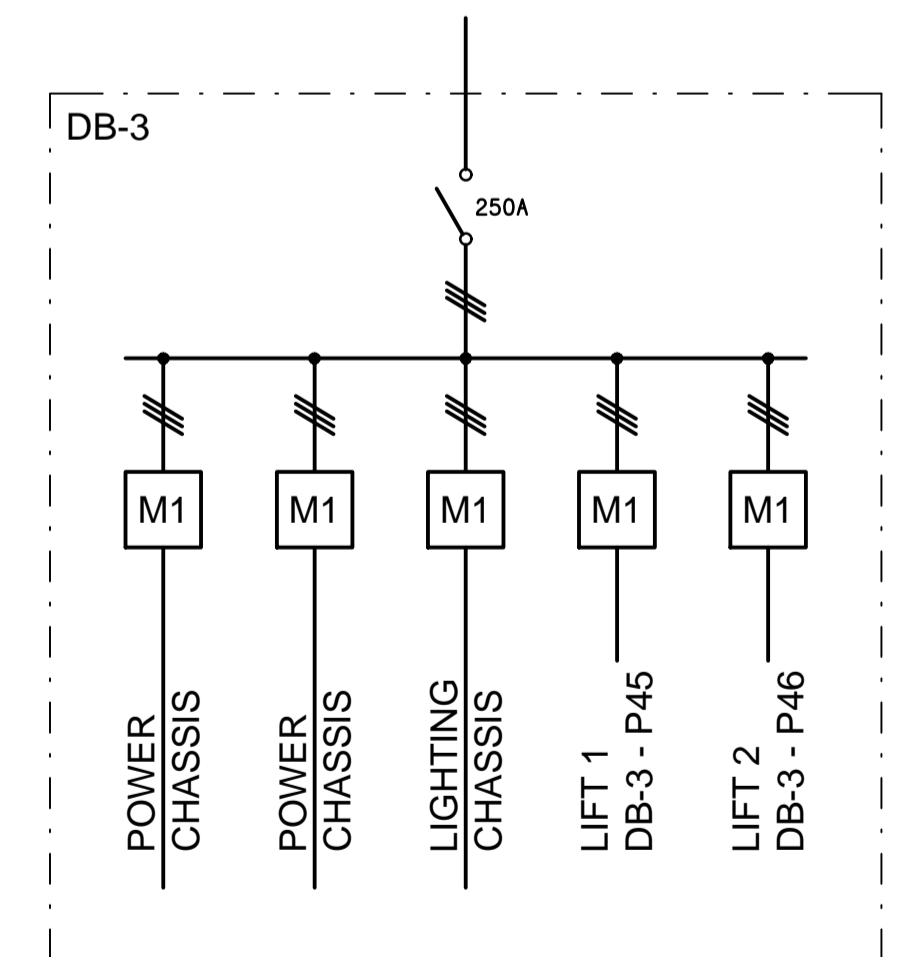 DB-3
250A
M1
M1
M1
M1
M1
POWER
CHASSIS
POWER
CHASSIS
LIGHTING
CHASSIS
LIFT 1
DB-3 - P45
LIFT 2
DB-3 - P46